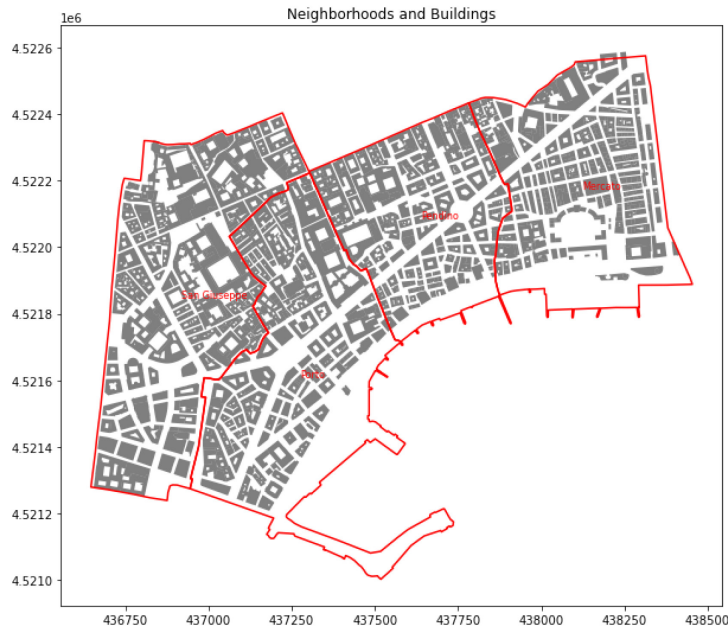 Neighborhoods and Buildings
1e6
4.5226
4.5224
4.5222
4.5220
4.5218
4.5216
4.5214
4.5212
4.5210
Mercato
Pendino
San Giuseppe
Porto
436750 437000 437250 437500 437750 438000 438250 438500